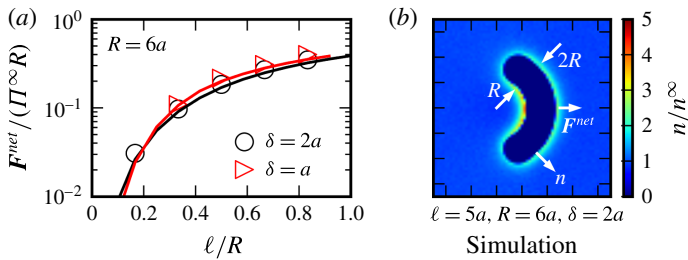 (a)
R = 6a
F^net/(Π^∞R)
10^0
10^−1
10^−2
δ = 2a
δ = a
0 0.2 0.4 0.6 0.8 1.0
ℓ/R
(b)
2R
R
F^net
n
ℓ = 5a, R = 6a, δ = 2a
Simulation
5
4
3
2
1
0
n/n^∞